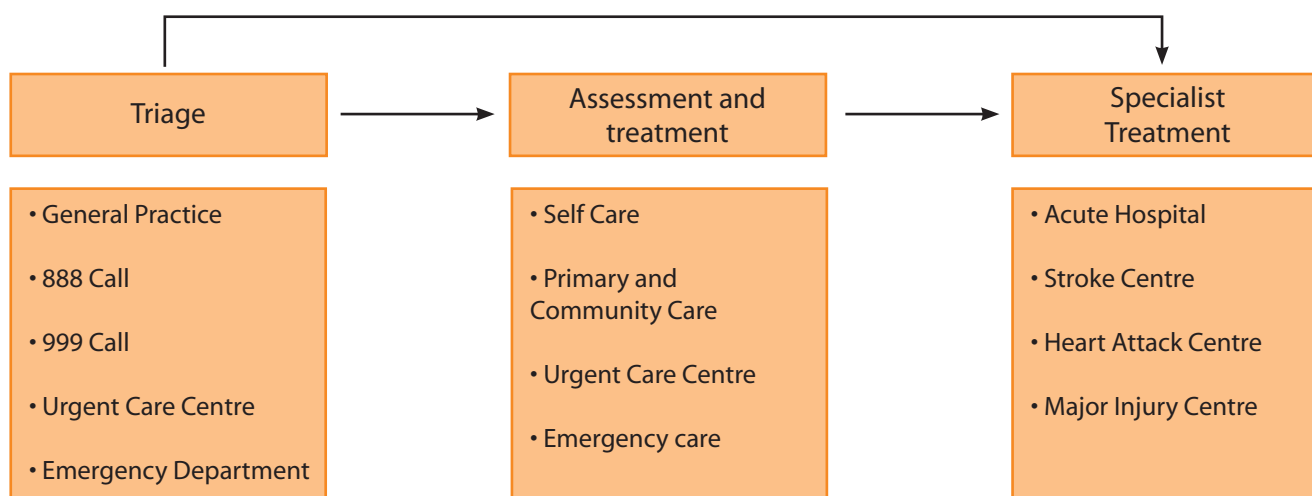 Triage
Assessment and
treatment
Specialist
Treatment
• General Practice
• 888 Call
• 999 Call
• Urgent Care Centre
• Emergency Department
• Self Care
• Primary and
Community Care
• Urgent Care Centre
• Emergency care
• Acute Hospital
• Stroke Centre
• Heart Attack Centre
• Major Injury Centre